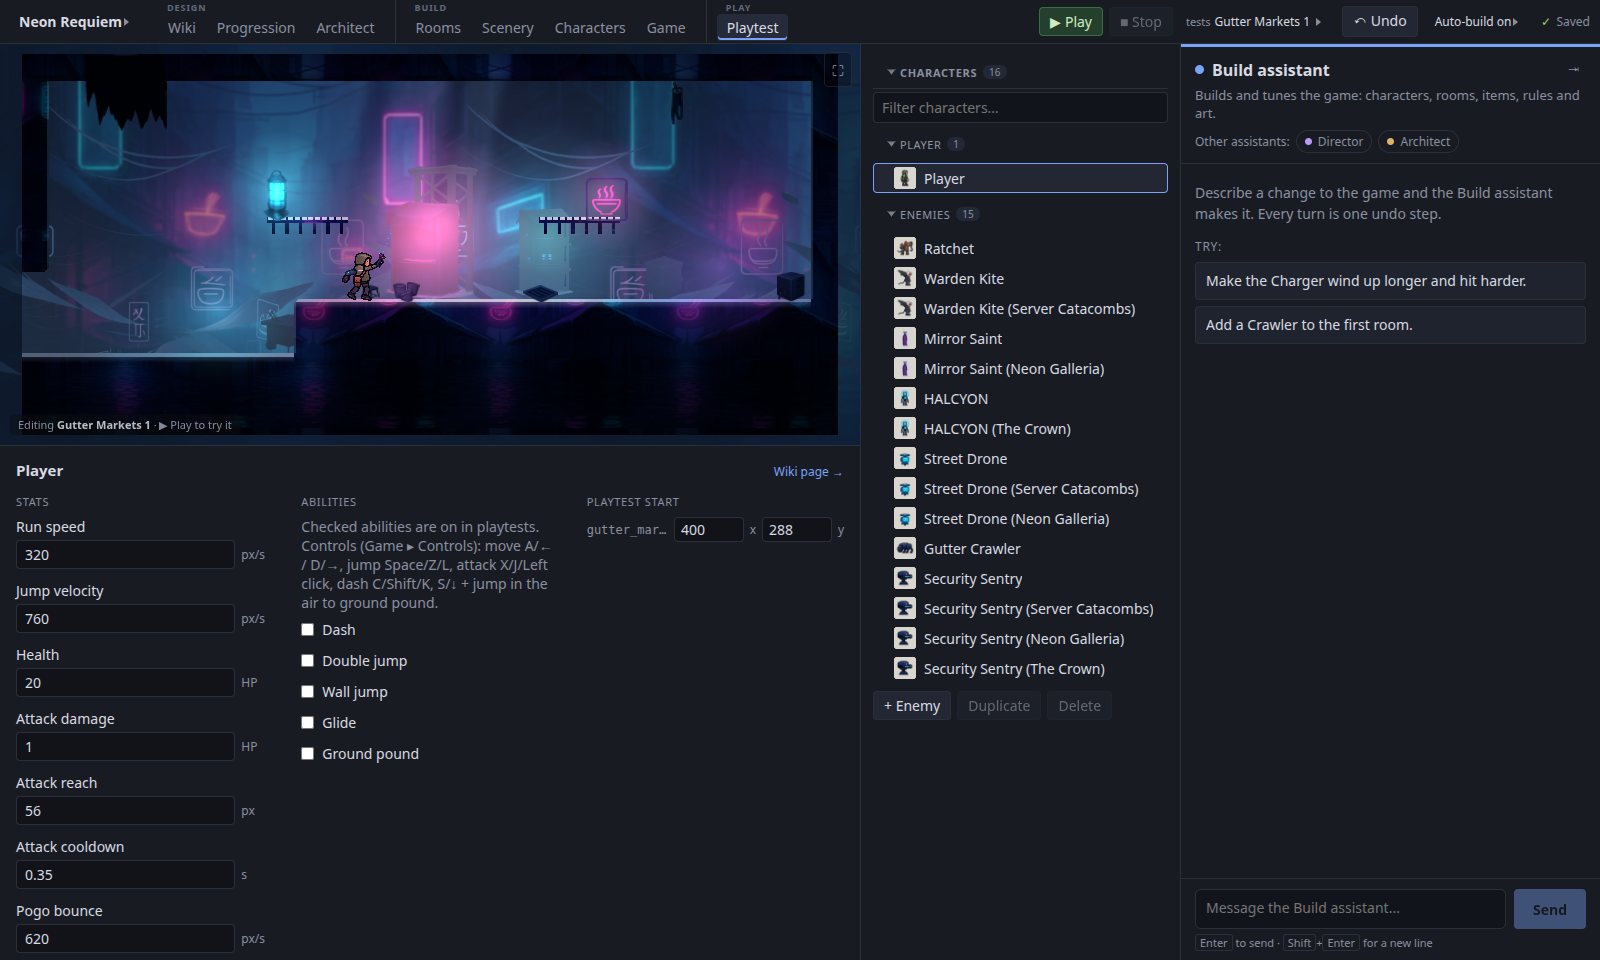 Neon Requiem▸
DESIGN
Wiki Progression Architect
BUILD
Rooms Scenery Characters Game
PLAY
Playtest
▶ Play
■ Stop
tests Gutter Markets 1 ▸
↶ Undo
Auto-build on▸
✓ Saved
Editing Gutter Markets 1 · ▶ Play to try it
Player
Wiki page →
STATS
Run speed
320 px/s
Jump velocity
760 px/s
Health
20 HP
Attack damage
1 HP
Attack reach
56 px
Attack cooldown
0.35 s
Pogo bounce
620 px/s
ABILITIES
Checked abilities are on in playtests.
Controls (Game ▸ Controls): move A/←
/ D/→, jump Space/Z/L, attack X/J/Left
click, dash C/Shift/K, S/↓ + jump in the
air to ground pound.
Dash
Double jump
Wall jump
Glide
Ground pound
PLAYTEST START
gutter_mar… 400 x 288 y
CHARACTERS 16
Filter characters…
PLAYER 1
Player
ENEMIES 15
Ratchet
Warden Kite
Warden Kite (Server Catacombs)
Mirror Saint
Mirror Saint (Neon Galleria)
HALCYON
HALCYON (The Crown)
Street Drone
Street Drone (Server Catacombs)
Street Drone (Neon Galleria)
Gutter Crawler
Security Sentry
Security Sentry (Server Catacombs)
Security Sentry (Neon Galleria)
Security Sentry (The Crown)
+ Enemy Duplicate Delete
Build assistant
Builds and tunes the game: characters, rooms, items, rules and
art.
Other assistants: Director Architect
Describe a change to the game and the Build assistant
makes it. Every turn is one undo step.
TRY:
Make the Charger wind up longer and hit harder.
Add a Crawler to the first room.
Message the Build assistant…
Send
Enter to send · Shift + Enter for a new line